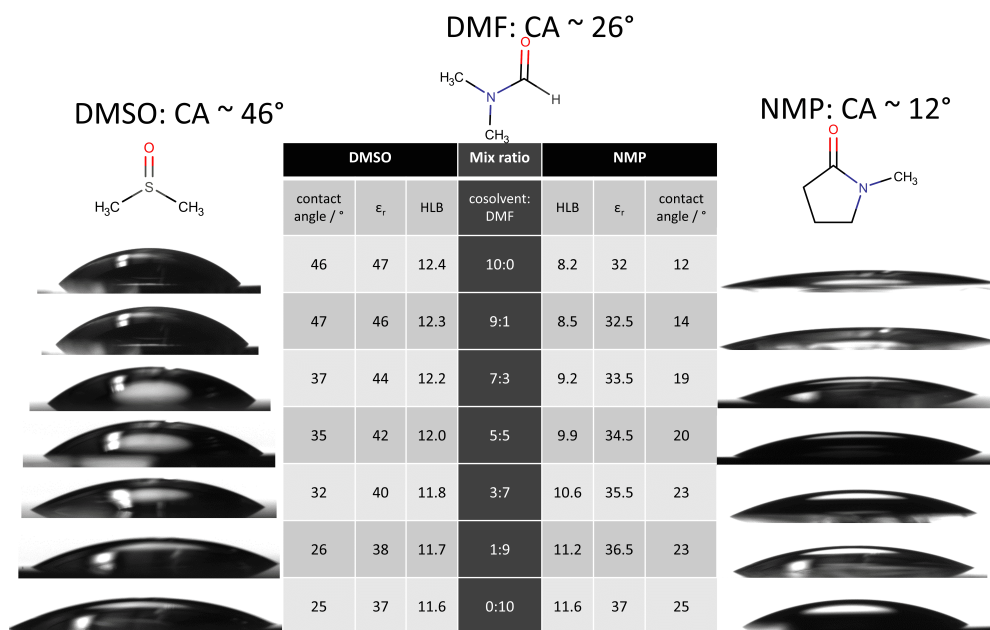 DMF: CA ~ 26°
O
H₃C
N
H
CH₃
DMSO: CA ~ 46°
O
S
H₃C
CH₃
NMP: CA ~ 12°
O
N
CH₃
DMSO Mix ratio NMP
contact angle / ° εᵣ HLB cosolvent: DMF HLB εᵣ contact angle / °
46 47 12.4 10:0 8.2 32 12
47 46 12.3 9:1 8.5 32.5 14
37 44 12.2 7:3 9.2 33.5 19
35 42 12.0 5:5 9.9 34.5 20
32 40 11.8 3:7 10.6 35.5 23
26 38 11.7 1:9 11.2 36.5 23
25 37 11.6 0:10 11.6 37 25